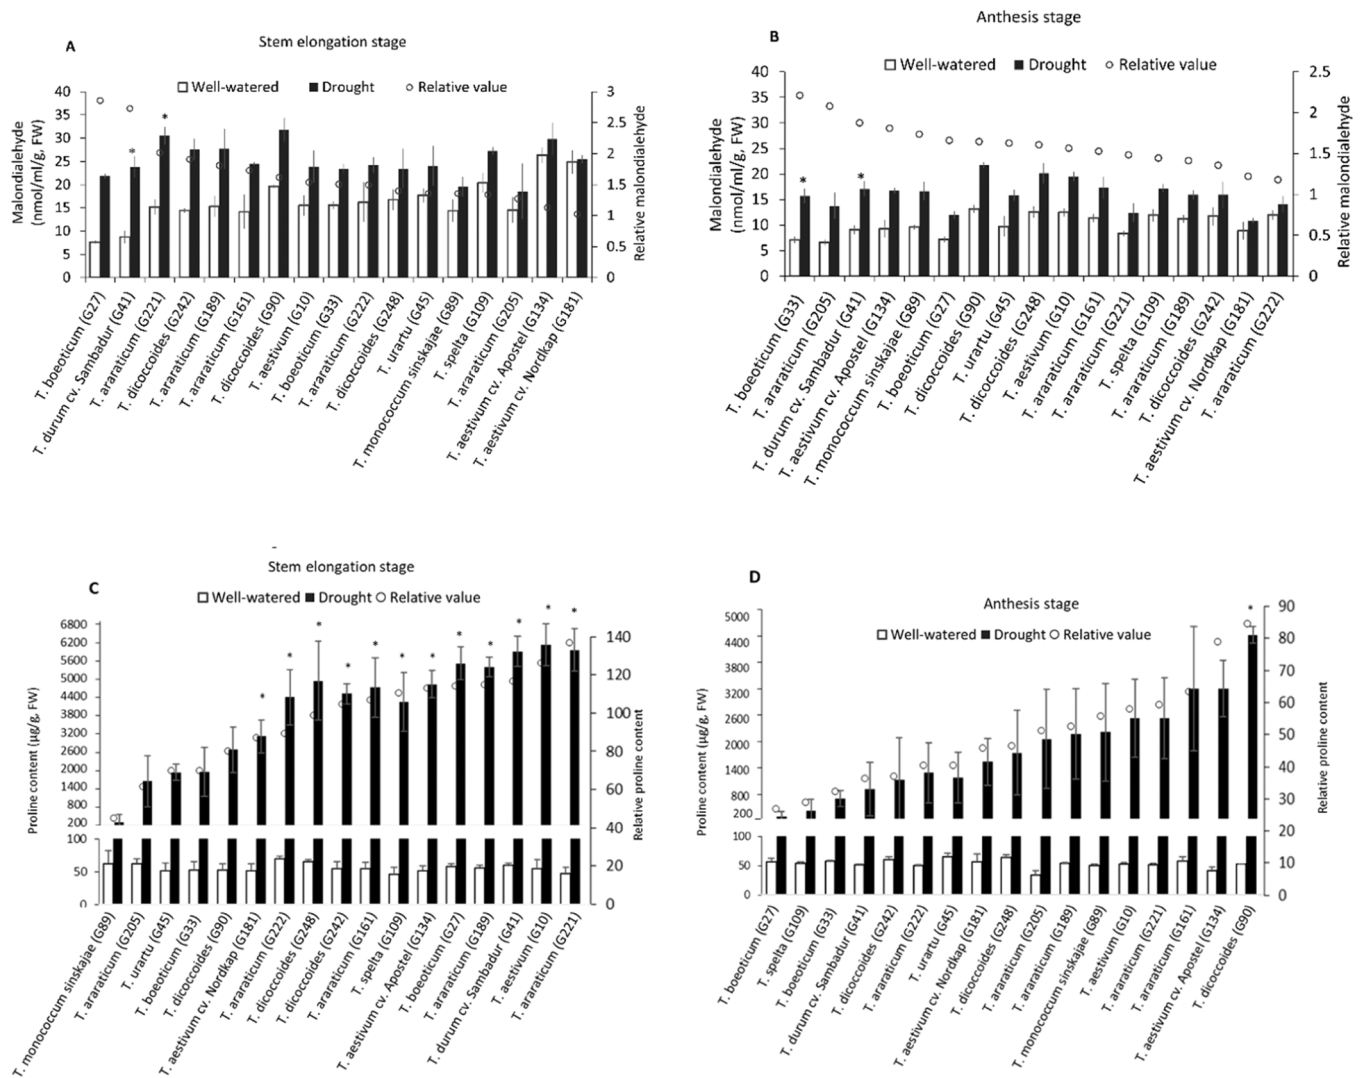 A
Stem elongation stage
Well-watered Drought Relative value
Malondialehyde
(nmol/ml/g, FW)
40
35
30
25
20
15
10
5
0
*
*
3
2.5
2
1.5
1
0.5
0
Relative malondialehyde
T. boeoticum (G27)
T. durum cv. Sambadur (G41)
T. araraticum (G221)
T. dicoccoides (G242)
T. araraticum (G189)
T. araraticum (G161)
T. dicoccoides (G90)
T. aestivum (G10)
T. boeoticum (G33)
T. araraticum (G222)
T. dicoccoides (G248)
T. urartu (G45)
T. monococcum sinskajae (G89)
T. spelta (G109)
T. araraticum (G205)
T. aestivum cv. Apostel (G134)
T. aestivum cv. Nordkap (G181)
B
Anthesis stage
Well-watered Drought Relative value
Malondialehyde
(nmol/ml/g, FW)
40
35
30
25
20
15
10
5
0
*
*
2.5
2
1.5
1
0.5
0
Relative malondialehyde
T. boeoticum (G33)
T. araraticum (G205)
T. durum cv. Sambadur (G41)
T. aestivum cv. Apostel (G134)
T. monococcum sinskajae (G89)
T. boeoticum (G27)
T. dicoccoides (G90)
T. urartu (G45)
T. dicoccoides (G248)
T. aestivum (G10)
T. araraticum (G161)
T. araraticum (G221)
T. spelta (G109)
T. araraticum (G189)
T. dicoccoides (G242)
T. aestivum cv. Nordkap (G181)
T. araraticum (G222)
C
Stem elongation stage
Well-watered Drought Relative value
Proline content (µg/g, FW)
6800
6200
5600
5000
4400
3800
3200
2600
2000
1400
800
200
100
50
0
* * * * * * * * * * *
140
120
100
80
60
40
20
0
Relative proline content
T. monococcum sinskajae (G89)
T. araraticum (G205)
T. urartu (G45)
T. boeoticum (G33)
T. dicoccoides (G90)
T. aestivum cv. Nordkap (G181)
T. araraticum (G222)
T. dicoccoides (G248)
T. dicoccoides (G242)
T. araraticum (G161)
T. spelta (G109)
T. aestivum cv. Apostel (G134)
T. boeoticum (G27)
T. araraticum (G189)
T. durum cv. Sambadur (G41)
T. aestivum (G10)
T. araraticum (G221)
D
Anthesis stage
Well-watered Drought Relative value
Proline content (µg/g, FW)
5000
4400
3800
3200
2600
2000
1400
800
200
100
50
0
*
90
80
70
60
50
40
30
20
10
0
Relative proline content
T. boeoticum (G27)
T. spelta (G109)
T. boeoticum (G33)
T. durum cv. Sambadur (G41)
T. dicoccoides (G242)
T. araraticum (G222)
T. urartu (G45)
T. aestivum cv. Nordkap (G181)
T. dicoccoides (G248)
T. araraticum (G205)
T. araraticum (G189)
T. monococcum sinskajae (G89)
T. aestivum (G10)
T. araraticum (G221)
T. araraticum (G161)
T. aestivum cv. Apostel (G134)
T. dicoccoides (G90)